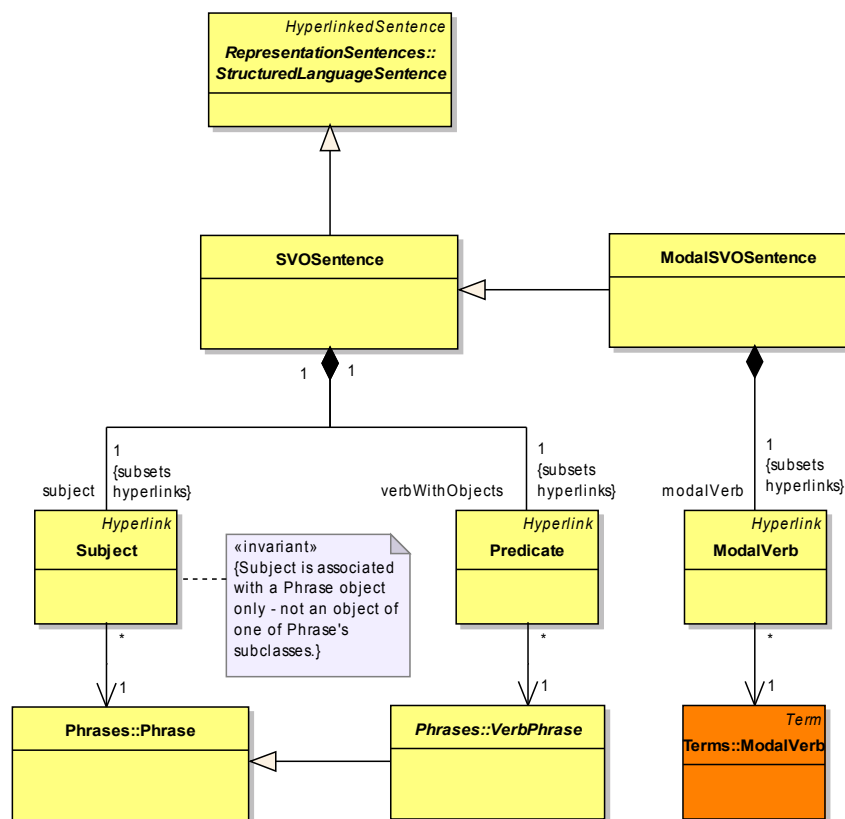 HyperlinkedSentence
RepresentationSentences::
StructuredLanguageSentence
SVOSentence
ModalSVOSentence
1
1
1
{subsets
hyperlinks}
subject
1
{subsets
hyperlinks}
verbWithObjects
1
{subsets
hyperlinks}
modalVerb
Hyperlink
Subject
«invariant»
{Subject is associated
with a Phrase object
only - not an object of
one of Phrase's
subclasses.}
Hyperlink
Predicate
Hyperlink
ModalVerb
*
1
*
1
*
1
Phrases::Phrase
Phrases::VerbPhrase
Term
Terms::ModalVerb